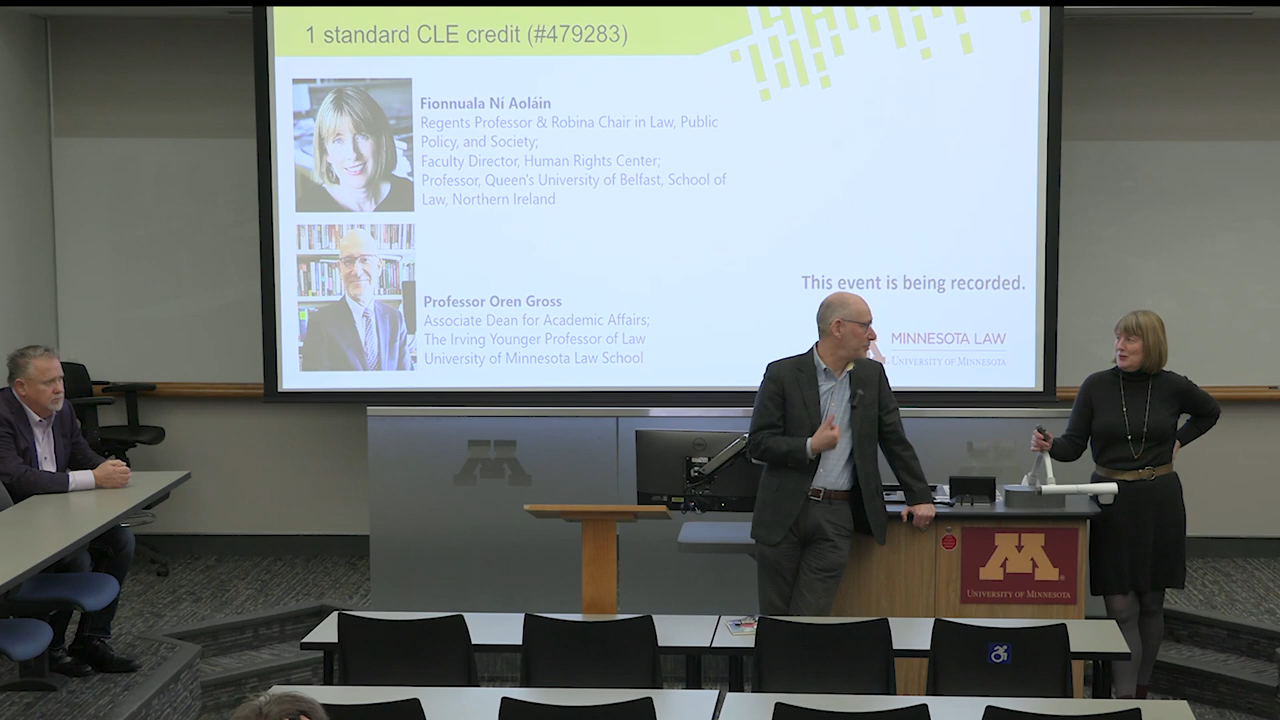 1 standard CLE credit (#479283)
Fionnuala Ní Aoláin
Regents Professor & Robina Chair in Law, Public
Policy, and Society;
Faculty Director, Human Rights Center;
Professor, Queen's University of Belfast, School of
Law, Northern Ireland
This event is being recorded.
Professor Oren Gross
Associate Dean for Academic Affairs;
The Irving Younger Professor of Law
University of Minnesota Law School
MINNESOTA LAW
UNIVERSITY OF MINNESOTA
DELL
M
UNIVERSITY OF MINNESOTA